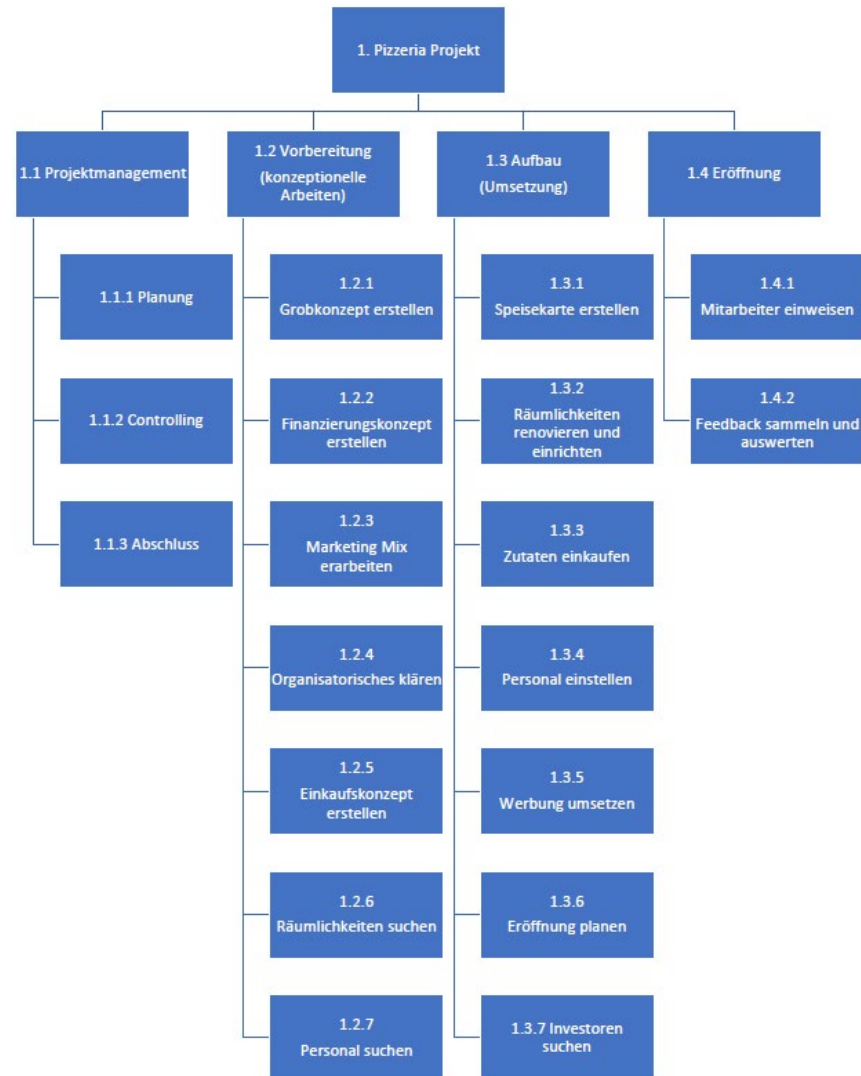 1. Pizzeria Projekt
1.1 Projektmanagement
1.1.1 Planung
1.1.2 Controlling
1.1.3 Abschluss
1.2 Vorbereitung
(konzeptionelle
Arbeiten)
1.2.1
Grobkonzept erstellen
1.2.2
Finanzierungskonzept
erstellen
1.2.3
Marketing Mix
erarbeiten
1.2.4
Organisatorisches klären
1.2.5
Einkaufskonzept
erstellen
1.2.6
Räumlichkeiten suchen
1.2.7
Personal suchen
1.3 Aufbau
(Umsetzung)
1.3.1
Speisekarte erstellen
1.3.2
Räumlichkeiten
renovieren und
einrichten
1.3.3
Zutaten einkaufen
1.3.4
Personal einstellen
1.3.5
Werbung umsetzen
1.3.6
Eröffnung planen
1.3.7 Investoren
suchen
1.4 Eröffnung
1.4.1
Mitarbeiter einweisen
1.4.2
Feedback sammeln und
auswerten